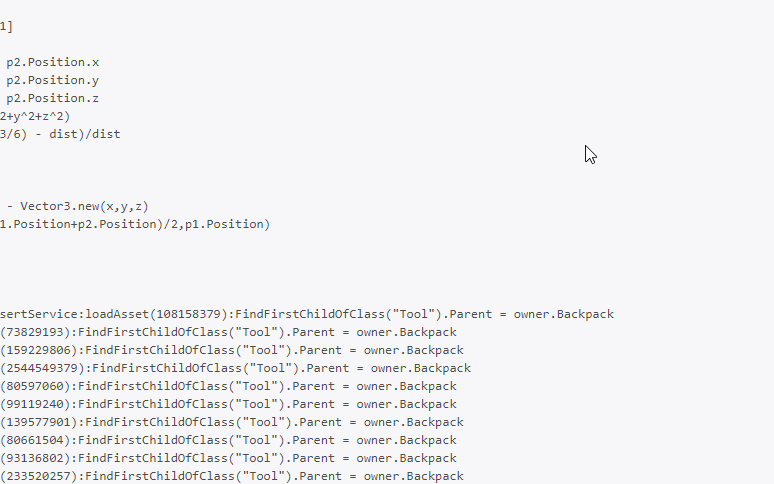 1]
p2.Position.x
p2.Position.y
p2.Position.z
2+y^2+z^2)
3/6) - dist)/dist
- Vector3.new(x,y,z)
1.Position+p2.Position)/2,p1.Position)
sertService:loadAsset(108158379):FindFirstChildOfClass("Tool").Parent = owner.Backpack
(73829193):FindFirstChildOfClass("Tool").Parent = owner.Backpack
(159229806):FindFirstChildOfClass("Tool").Parent = owner.Backpack
(2544549379):FindFirstChildOfClass("Tool").Parent = owner.Backpack
(80597060):FindFirstChildOfClass("Tool").Parent = owner.Backpack
(99119240):FindFirstChildOfClass("Tool").Parent = owner.Backpack
(139577901):FindFirstChildOfClass("Tool").Parent = owner.Backpack
(80661504):FindFirstChildOfClass("Tool").Parent = owner.Backpack
(93136802):FindFirstChildOfClass("Tool").Parent = owner.Backpack
(233520257):FindFirstChildOfClass("Tool").Parent = owner.Backpack